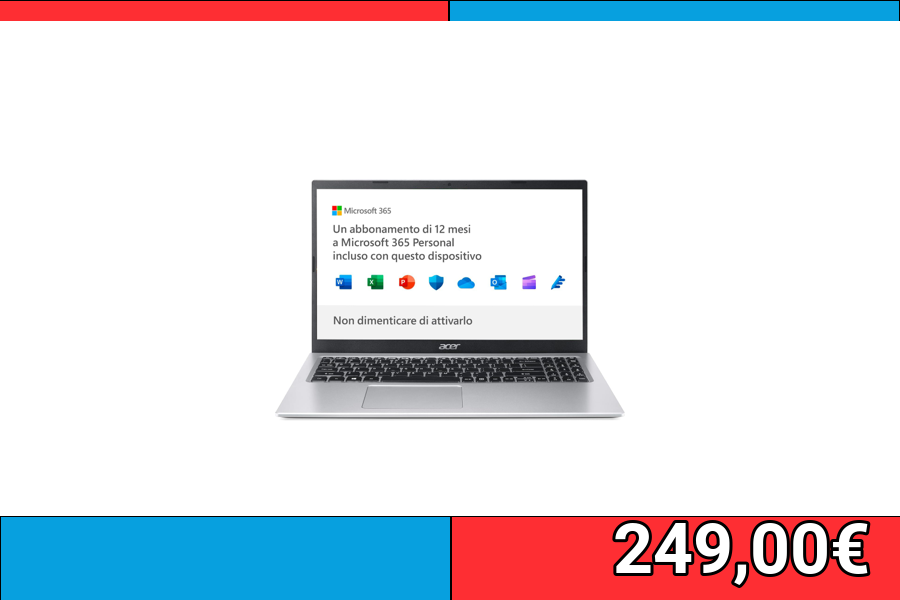 Microsoft 365
Un abbonamento di 12 mesi
a Microsoft 365 Personal
incluso con questo dispositivo
W
X
P
O
Non dimenticare di attivarlo
acer
249,00€